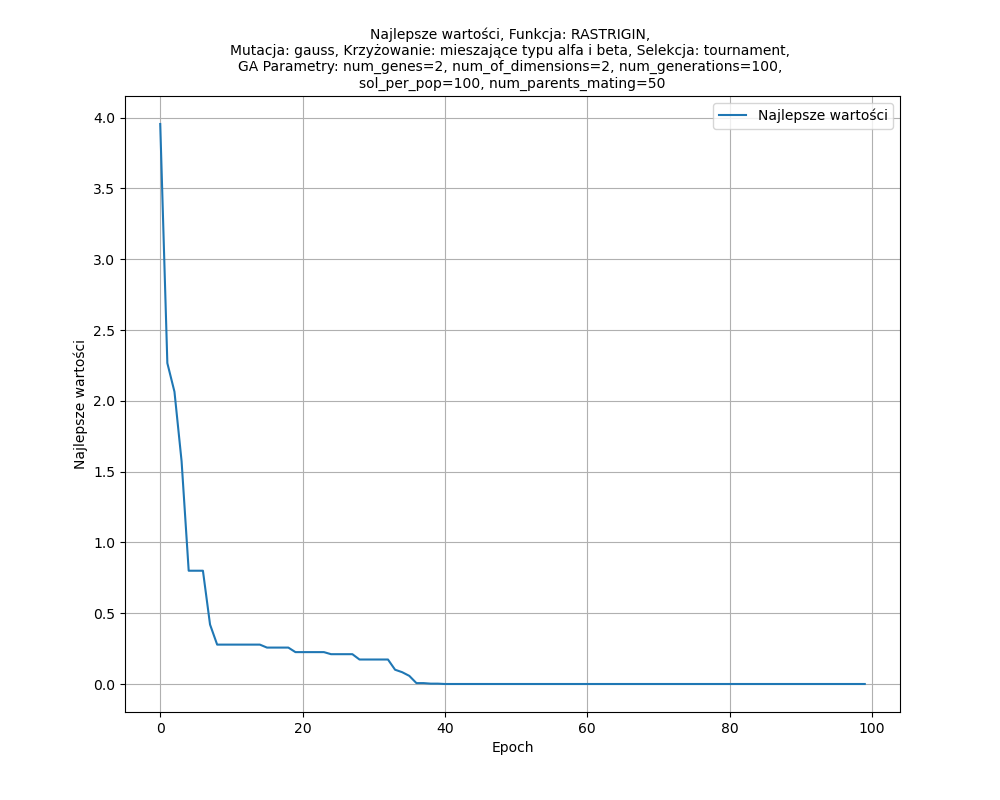 Najlepsze wartości, Funkcja: RASTRIGIN,
Mutacja: gauss, Krzyżowanie: mieszające typu alfa i beta, Selekcja: tournament,
GA Parametry: num_genes=2, num_of_dimensions=2, num_generations=100,
sol_per_pop=100, num_parents_mating=50
Najlepsze wartości
4.0
3.5
3.0
2.5
2.0
1.5
1.0
0.5
0.0
Najlepsze wartości
0 20 40 60 80 100
Epoch